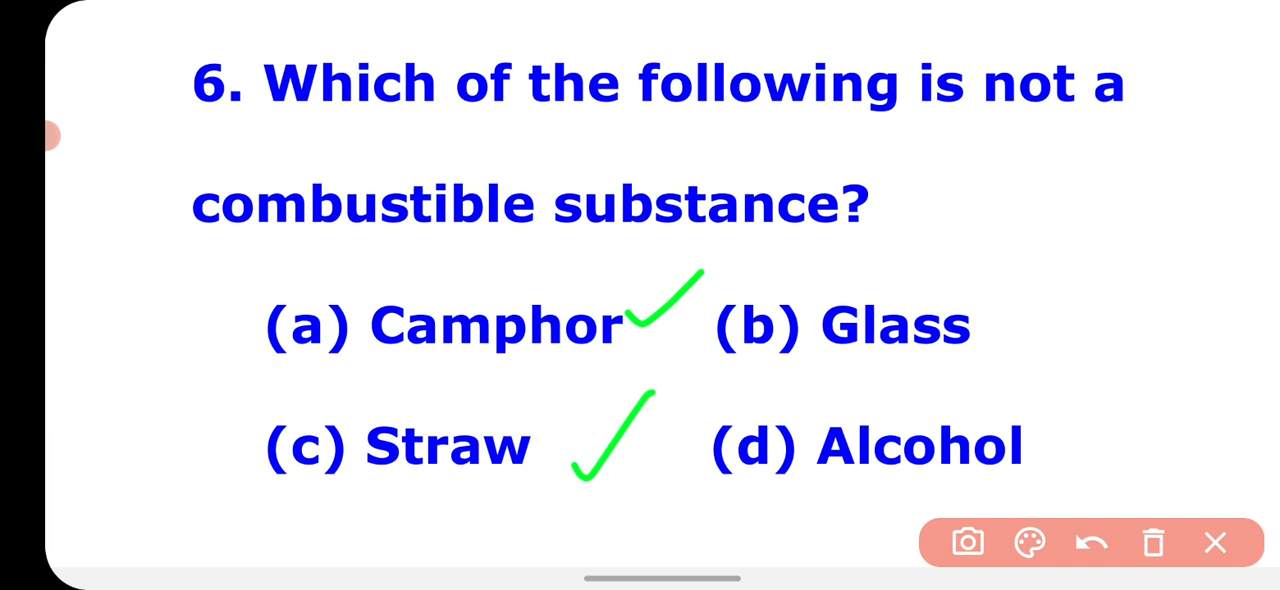 6. Which of the following is not a
combustible substance?
(a) Camphor (b) Glass
(c) Straw (d) Alcohol